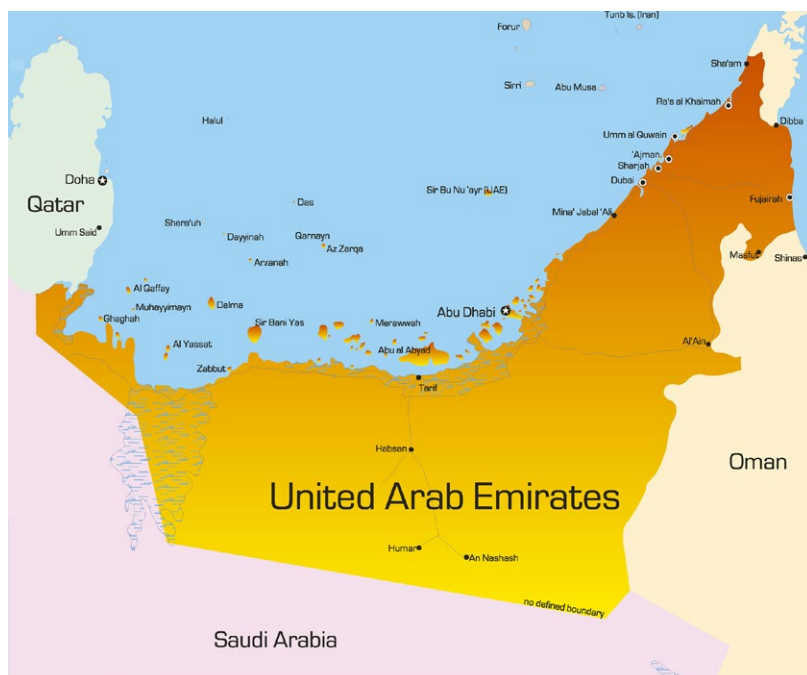 Tunb Is. (Iran)
Forur
Sha'am
Sirri
Abu Musa
Ra's al Khaimah
Halul
Dibba
Umm al Quwain
'Ajman
Sharjah
Doha
Dubai
Sir Bu Nu 'ayr (UAE)
Fujairah
Qatar
Das
Mina' Jabal 'Ali
Shera'uh
Umm Said
Dayyinah
Qarnayn
Az Zarqa
Masfut
Shinas
Arzanah
Al Qaffay
Muhayyimayn
Dalma
Abu Dhabi
Ghaghah
Sir Bani Yas
Merawwah
Al Yassat
Abu al Abyad
Al'Ain
Zabbut
Tarif
Habsan
Oman
United Arab Emirates
Humar
An Nashash
no defined boundary
Saudi Arabia